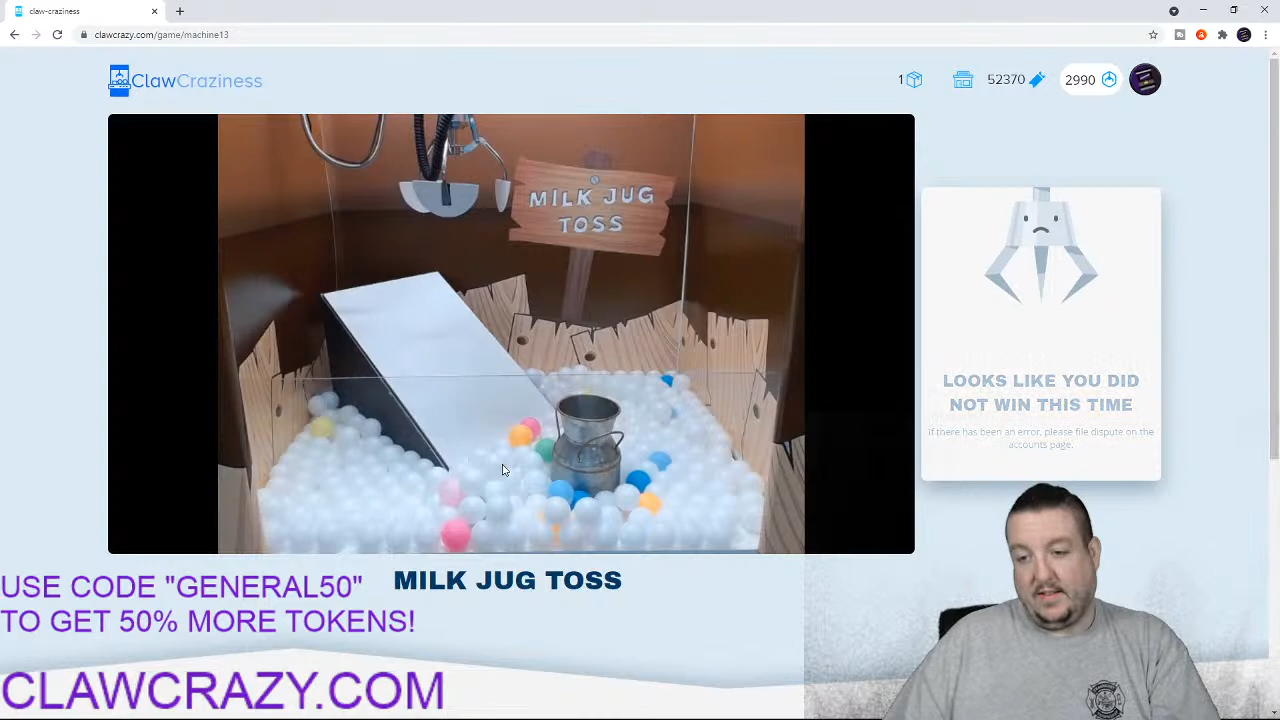 claw-craziness
clawcrazy.com/game/machine13
ClawCraziness
1
52370
2990
MILK JUG
TOSS
LOOKS LIKE YOU DID
NOT WIN THIS TIME
If there has been an error, please file dispute on the
accounts page.
MILK JUG TOSS
USE CODE "GENERAL50"
TO GET 50% MORE TOKENS!
CLAWCRAZY.COM